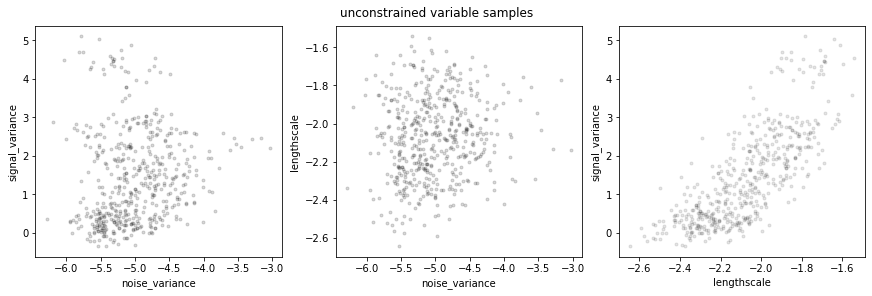 unconstrained variable samples
5
4
3
2
1
0
signal_variance
−6.0 −5.5 −5.0 −4.5 −4.0 −3.5 −3.0
noise_variance
−1.6
−1.8
−2.0
−2.2
−2.4
−2.6
lengthscale
−6.0 −5.5 −5.0 −4.5 −4.0 −3.5 −3.0
noise_variance
5
4
3
2
1
0
signal_variance
−2.6 −2.4 −2.2 −2.0 −1.8 −1.6
lengthscale